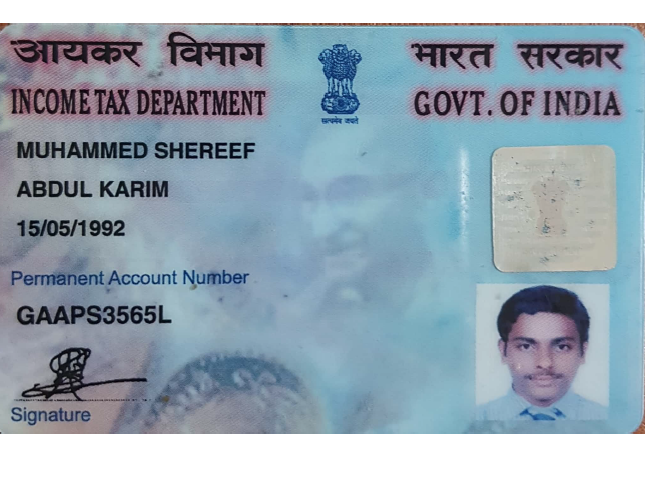 आयकर विभाग
भारत सरकार
INCOME TAX DEPARTMENT
GOVT. OF INDIA
सत्यमेव जयते
MUHAMMED SHEREEF
ABDUL KARIM
15/05/1992
Permanent Account Number
GAAPS3565L
Signature